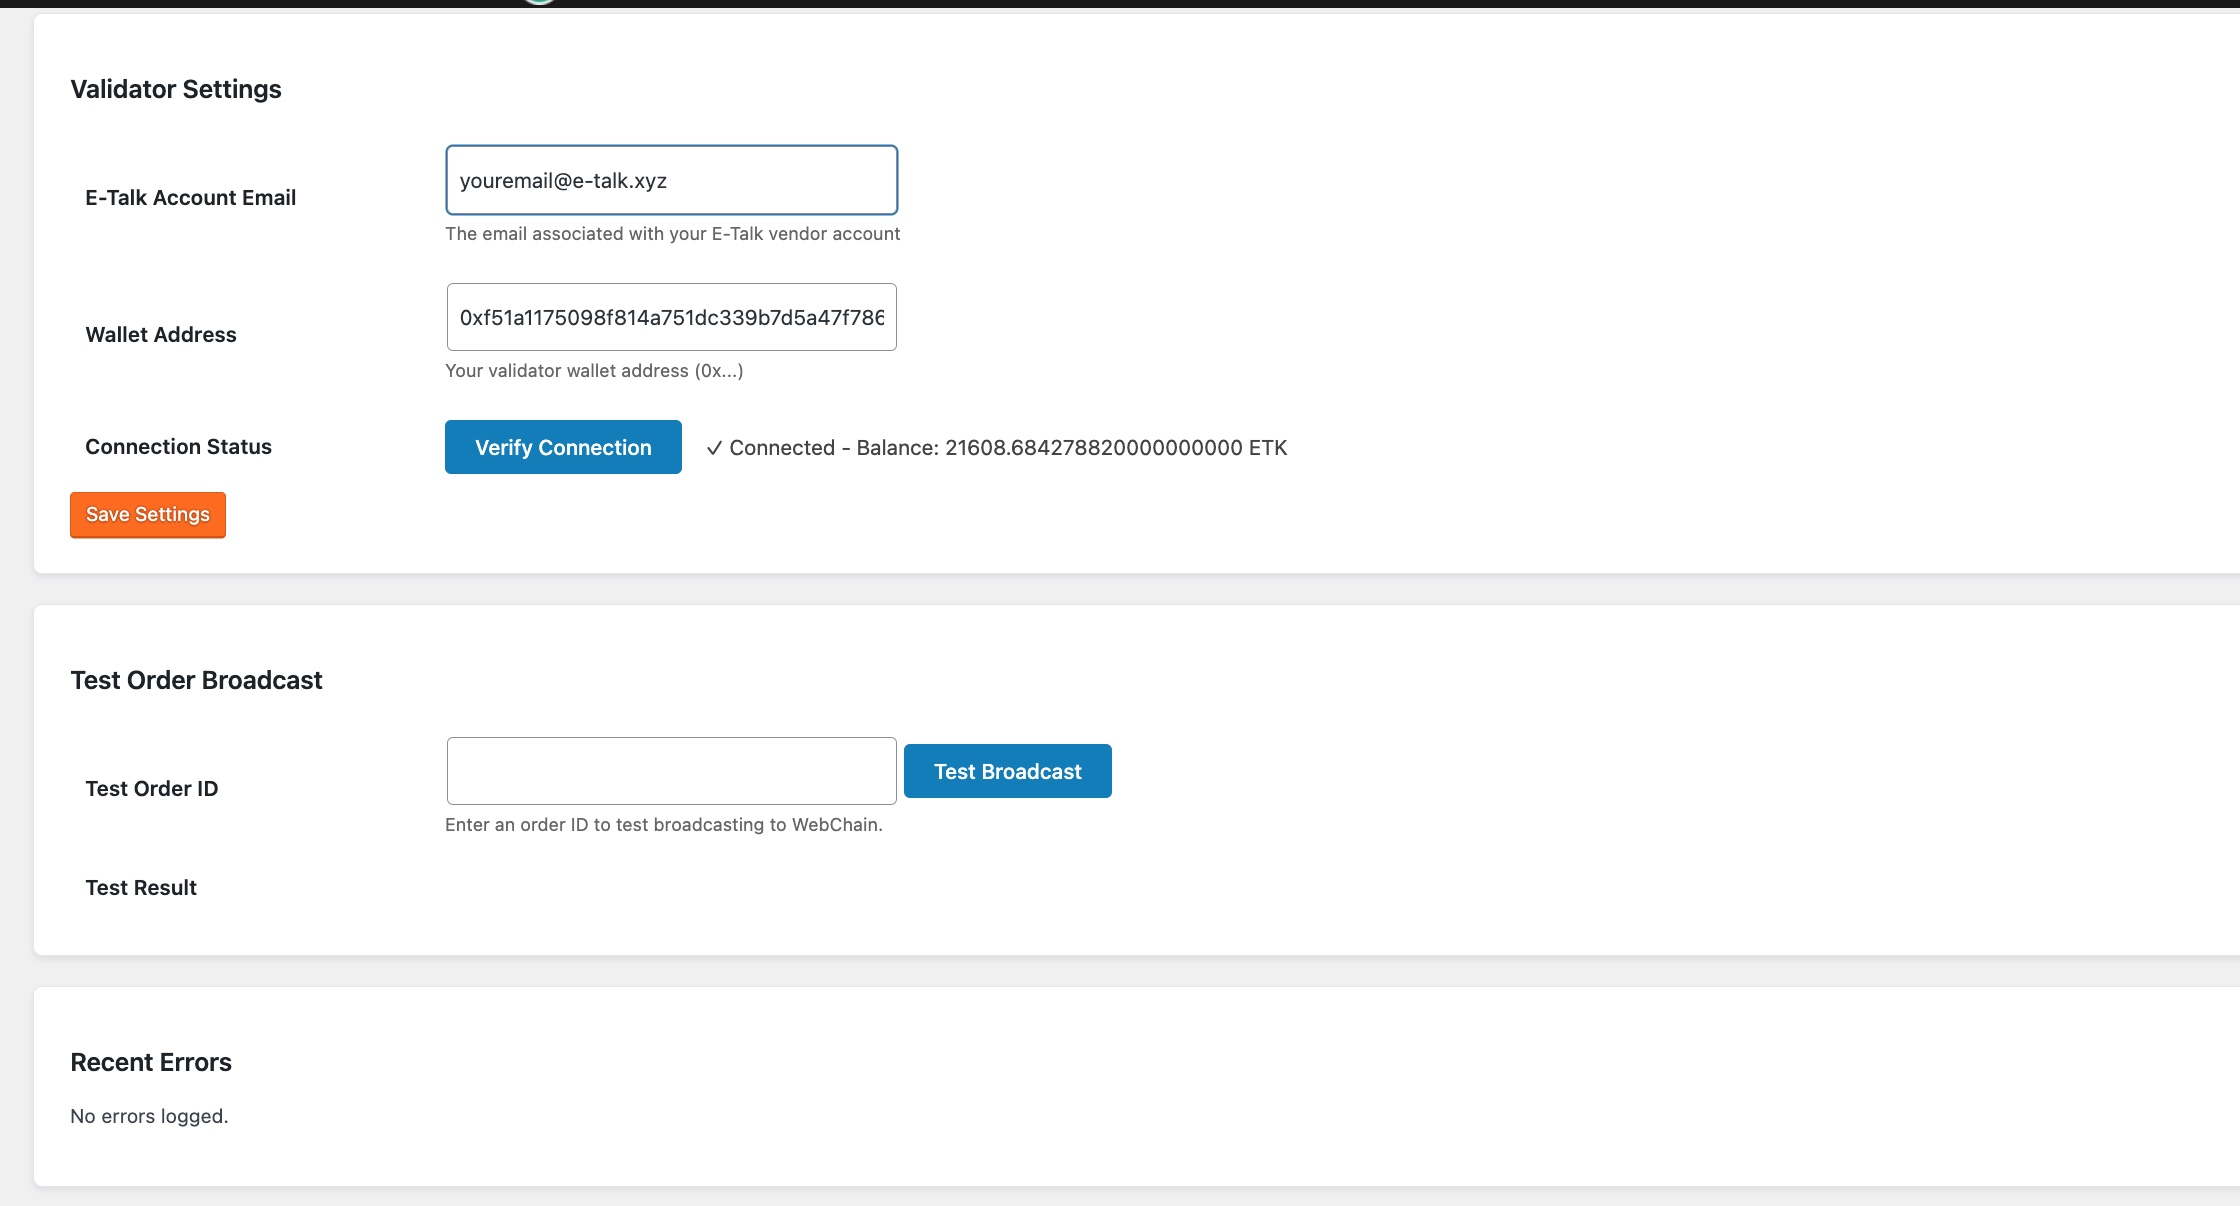 Validator Settings
E-Talk Account Email
youremail@e-talk.xyz
The email associated with your E-Talk vendor account
Wallet Address
0xf51a1175098f814a751dc339b7d5a47f786
Your validator wallet address (0x...)
Connection Status
Verify Connection
✓ Connected - Balance: 21608.684278820000000000 ETK
Save Settings
Test Order Broadcast
Test Order ID
Test Broadcast
Enter an order ID to test broadcasting to WebChain.
Test Result
Recent Errors
No errors logged.